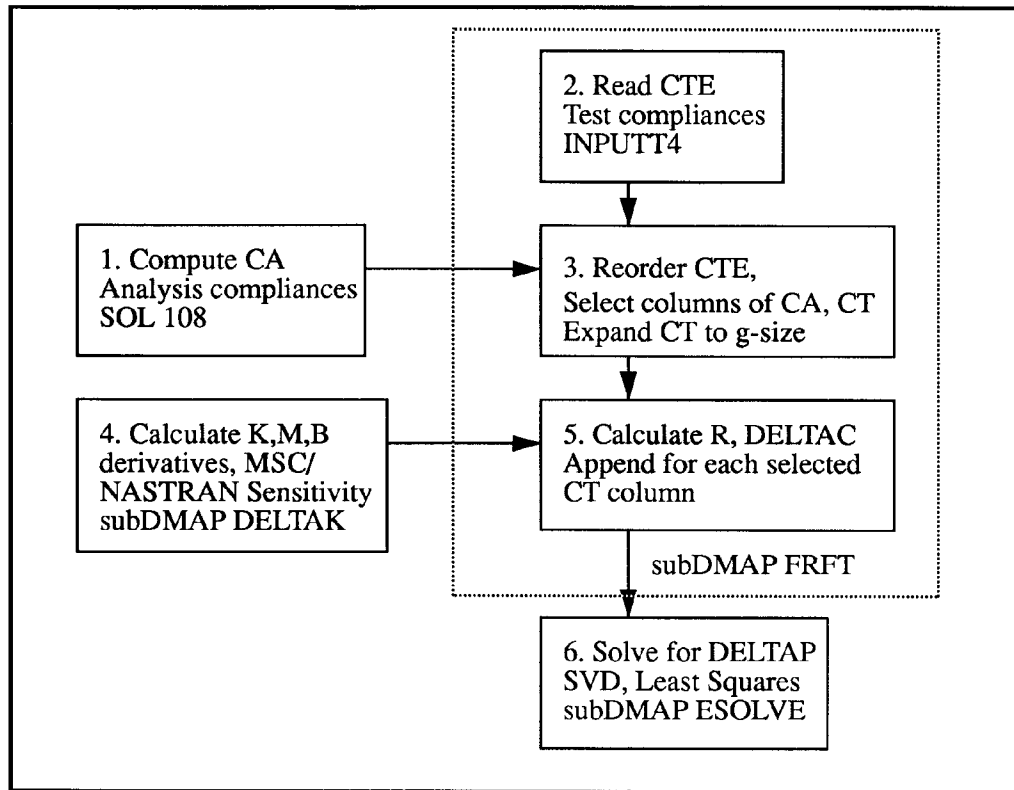 2. Read CTE
Test compliances
INPUTT4
1. Compute CA
Analysis compliances
SOL 108
3. Reorder CTE,
Select columns of CA, CT
Expand CT to g-size
4. Calculate K,M,B
derivatives, MSC/
NASTRAN Sensitivity
subDMAP DELTAK
5. Calculate R, DELTAC
Append for each selected
CT column
subDMAP FRFT
6. Solve for DELTAP
SVD, Least Squares
subDMAP ESOLVE